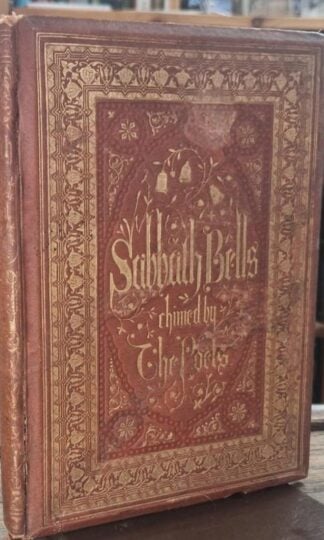 Sabbath Bells
chimed by
The Poets